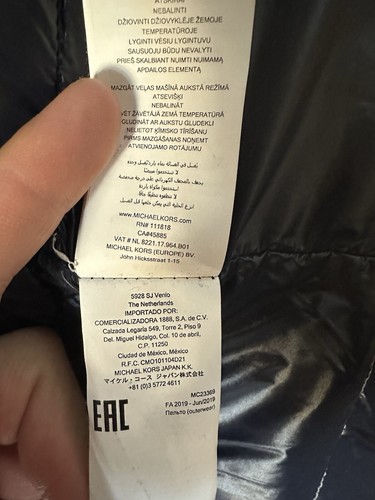 ATSKIRAI
NEBALINTI
DŽIOVINTI DŽIOVYKLĖJE ŽEMOJE
TEMPERATŪROJE
LYGINTI VĖSIU LYGINTUVU
SAUSUOJU BŪDU NEVALYTI
PRIEŠ SKALBIANT NUIMTI NUIMAMĄ
APDAILOS ELEMENTĄ
MAZGĀT VEĻAS MAŠĪNĀ AUKSTĀ REŽĪMĀ
ATSEVIŠĶI
NEBALINĀT
ŽĀVĒTĀJĀ ZEMĀ TEMPERATŪRĀ
GLUDINĀT AR AUKSTU GLUDEKLI
NELIETOT ĶĪMISKO TĪRĪŠANU
PIRMS MAZGĀŠANAS NOŅEMT
ATVIENOJAMO ROTĀJUMU
www.MICHAELKORS.com
RN# 111818
CA#45885
VAT # NL 8221.17.964.B01
MICHAEL KORS (EUROPE) BV.
John Hicksstraat 1-15
5928 SJ Venlo
The Netherlands
IMPORTADO POR:
COMERCIALIZADORA 1888, S.A. de C.V.
Calzada Legaria 549, Torre 2, Piso 9
Del. Miguel Hidalgo, Col. 10 de abril,
C.P. 11250
Ciudad de México, México
R.F.C. CMO101104D21
MICHAEL KORS JAPAN K.K.
マイケル・コース ジャパン株式会社
+81 (0)3 5772 4611
EAC
MC23369
FA 2019 - Jun/2019
Пальто (outerwear)